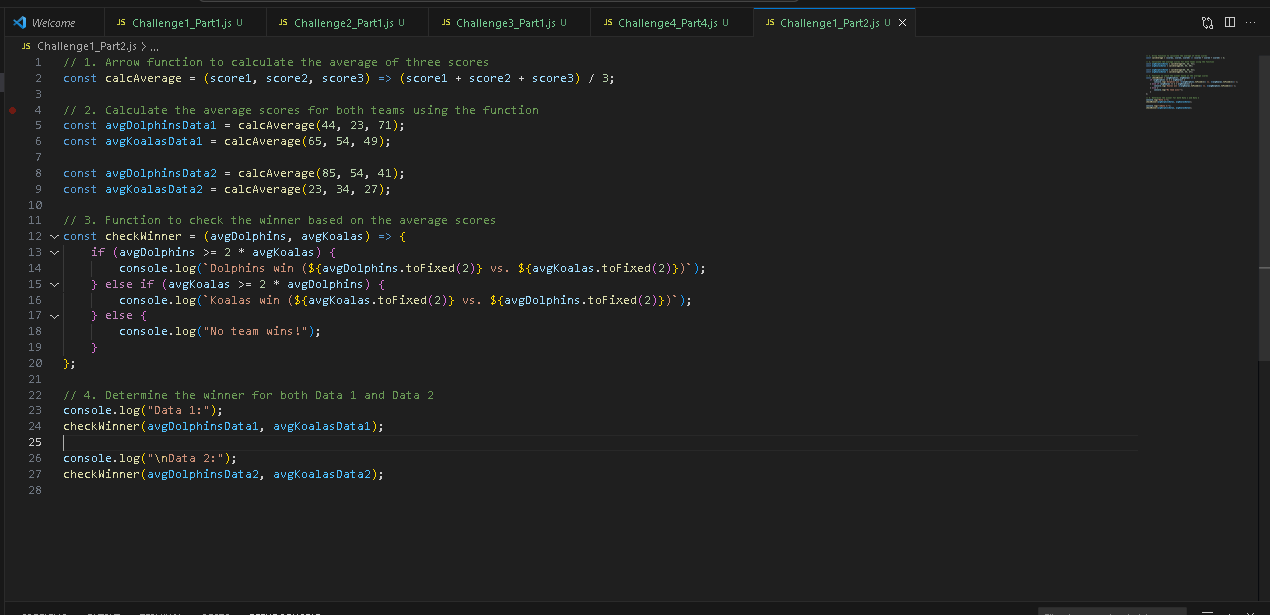 Welcome JS Challenge1_Part1.js U JS Challenge2_Part1.js U JS Challenge3_Part1.js U JS Challenge4_Part4.js U JS Challenge1_Part2.js U
JS Challenge1_Part2.js > ...
1 // 1. Arrow function to calculate the average of three scores
2 const calcAverage = (score1, score2, score3) => (score1 + score2 + score3) / 3;
3
4 // 2. Calculate the average scores for both teams using the function
5 const avgDolphinsData1 = calcAverage(44, 23, 71);
6 const avgKoalasData1 = calcAverage(65, 54, 49);
7
8 const avgDolphinsData2 = calcAverage(85, 54, 41);
9 const avgKoalasData2 = calcAverage(23, 34, 27);
10
11 // 3. Function to check the winner based on the average scores
12 const checkWinner = (avgDolphins, avgKoalas) => {
13 if (avgDolphins >= 2 * avgKoalas) {
14 console.log(`Dolphins win (${avgDolphins.toFixed(2)} vs. ${avgKoalas.toFixed(2)})`);
15 } else if (avgKoalas >= 2 * avgDolphins) {
16 console.log(`Koalas win (${avgKoalas.toFixed(2)} vs. ${avgDolphins.toFixed(2)})`);
17 } else {
18 console.log("No team wins!");
19 }
20 };
21
22 // 4. Determine the winner for both Data 1 and Data 2
23 console.log("Data 1:");
24 checkWinner(avgDolphinsData1, avgKoalasData1);
25
26 console.log("\nData 2:");
27 checkWinner(avgDolphinsData2, avgKoalasData2);
28